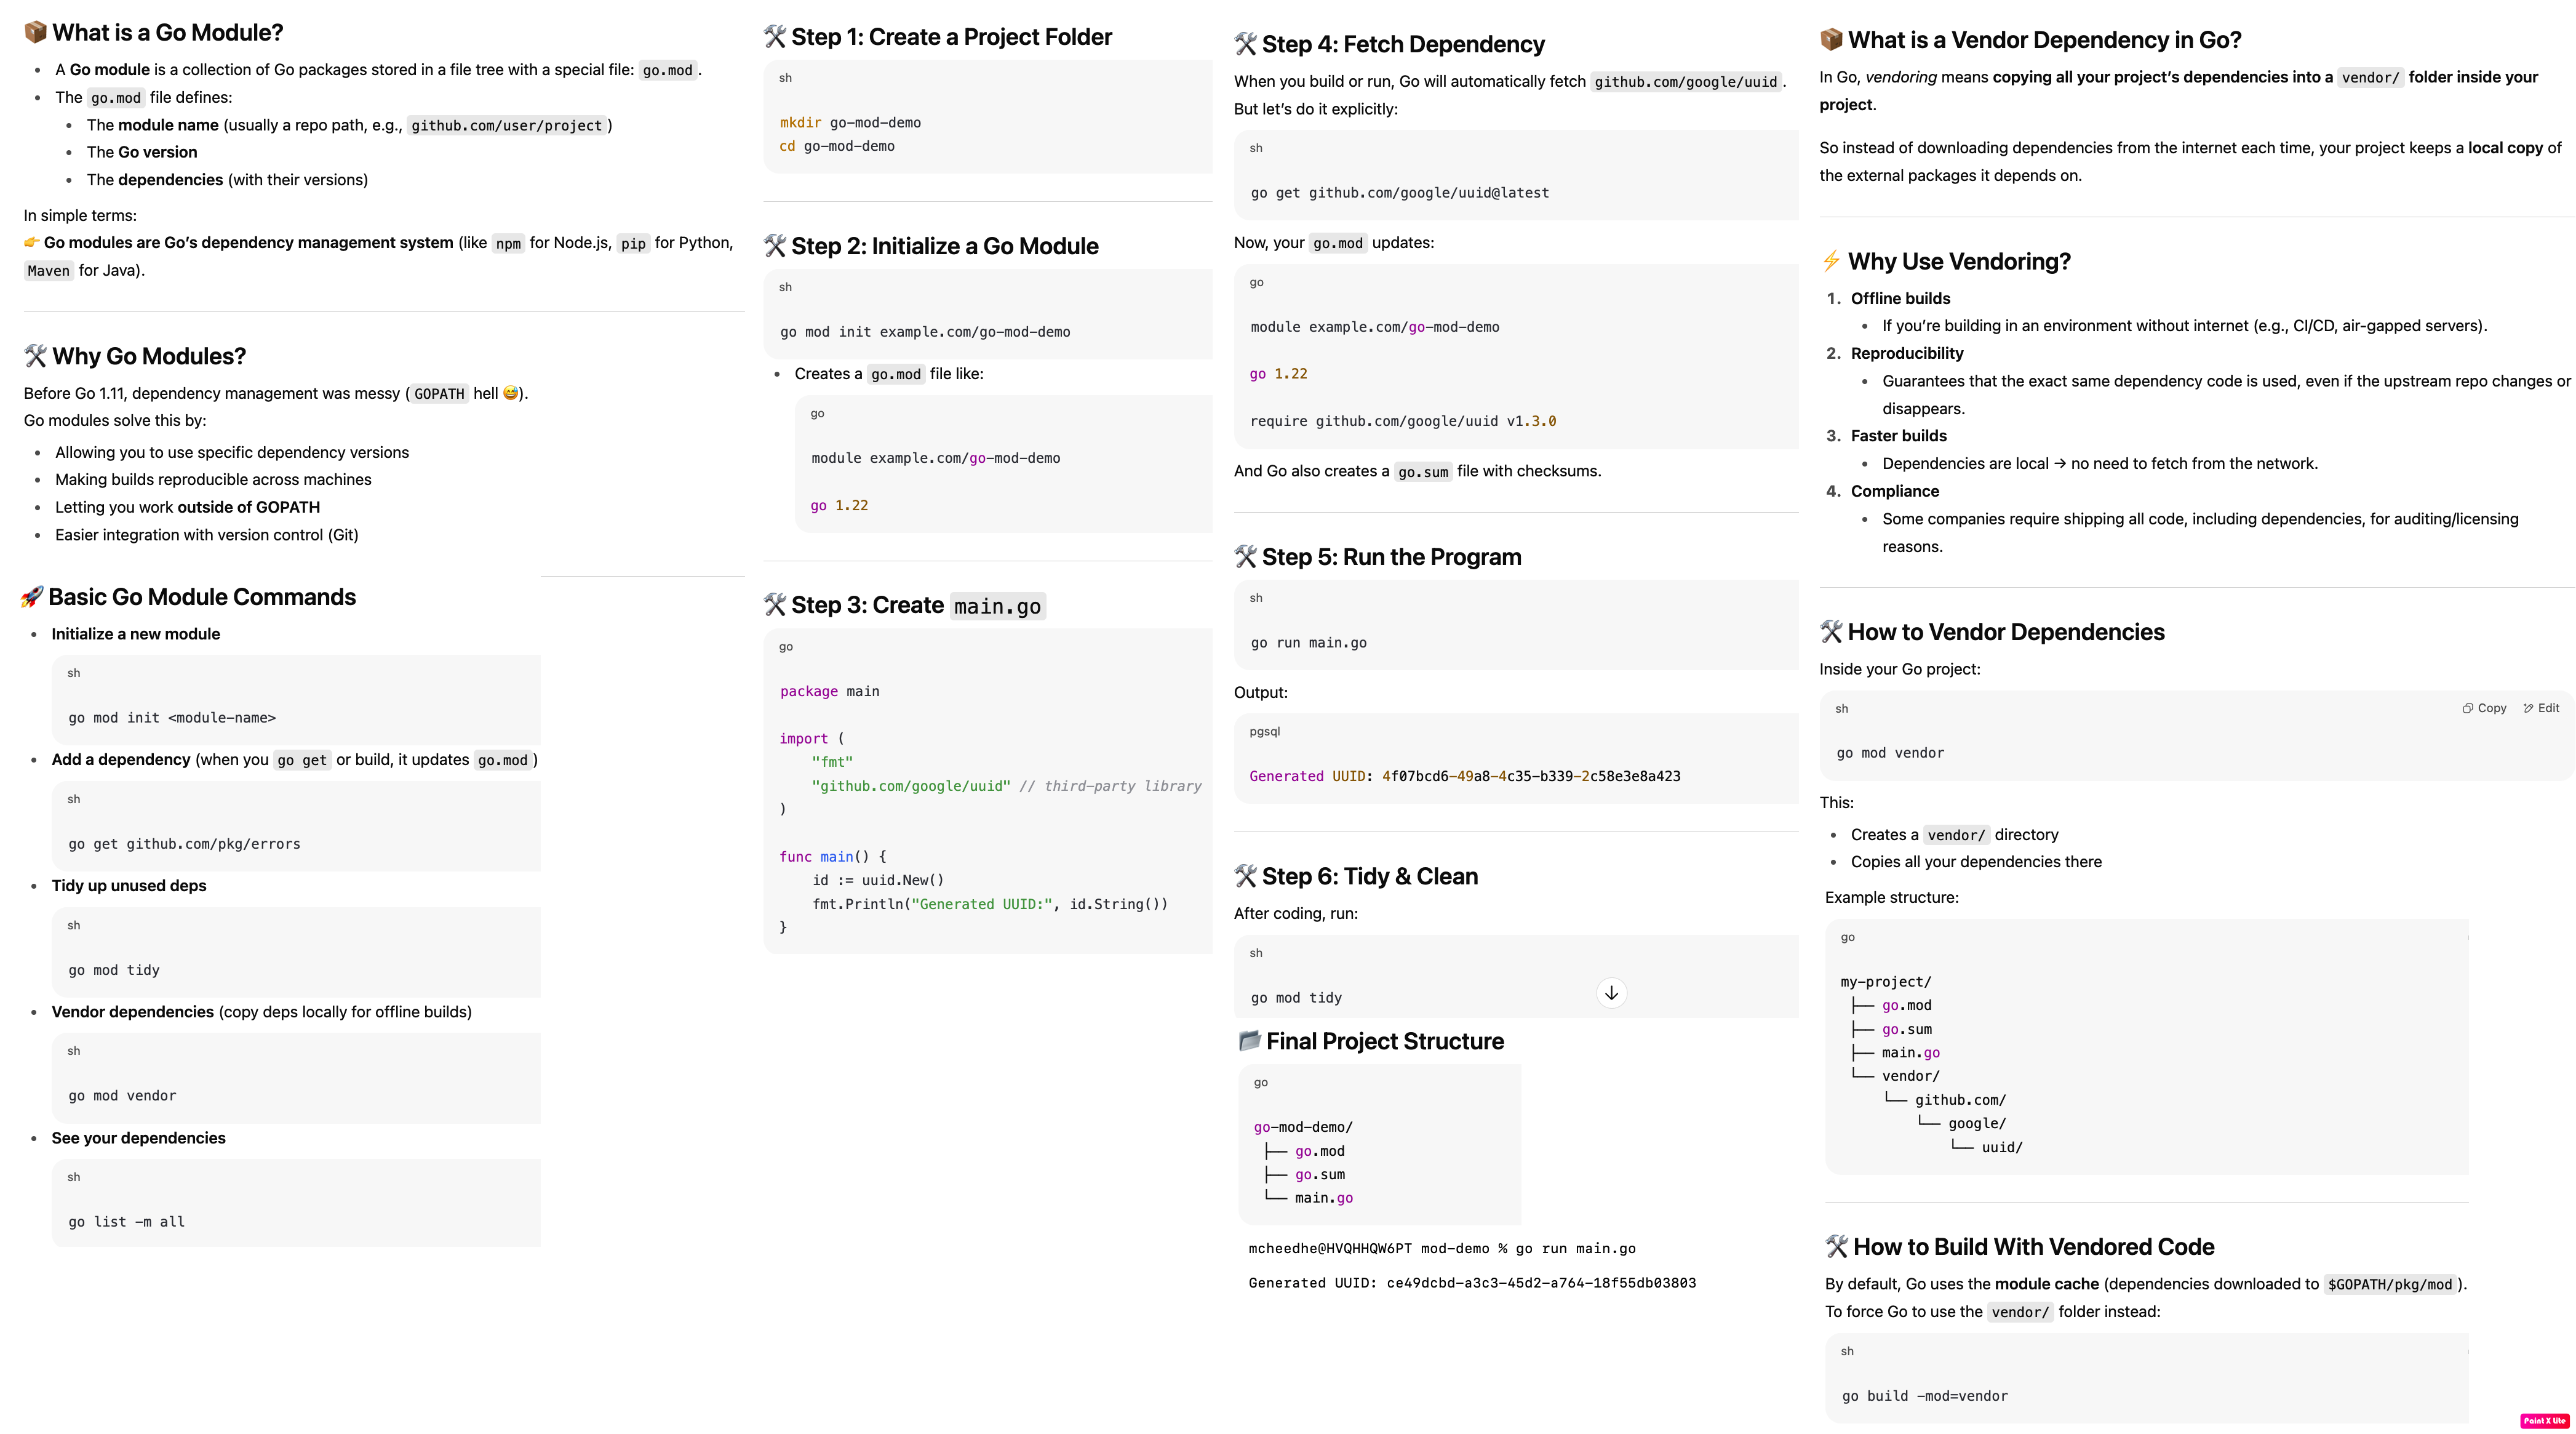 📦 What is a Go Module?
• A Go module is a collection of Go packages stored in a file tree with a special file: go.mod.
• The go.mod file defines:
• The module name (usually a repo path, e.g., github.com/user/project)
• The Go version
• The dependencies (with their versions)
In simple terms:
👉 Go modules are Go’s dependency management system (like npm for Node.js, pip for Python,
Maven for Java).
🛠️ Why Go Modules?
Before Go 1.11, dependency management was messy (GOPATH hell 😅).
Go modules solve this by:
• Allowing you to use specific dependency versions
• Making builds reproducible across machines
• Letting you work outside of GOPATH
• Easier integration with version control (Git)
🚀 Basic Go Module Commands
• Initialize a new module
sh
go mod init <module-name>
• Add a dependency (when you go get or build, it updates go.mod)
sh
go get github.com/pkg/errors
• Tidy up unused deps
sh
go mod tidy
• Vendor dependencies (copy deps locally for offline builds)
sh
go mod vendor
• See your dependencies
sh
go list -m all
🛠️ Step 1: Create a Project Folder
sh
mkdir go-mod-demo
cd go-mod-demo
🛠️ Step 2: Initialize a Go Module
sh
go mod init example.com/go-mod-demo
• Creates a go.mod file like:
go
module example.com/go-mod-demo
go 1.22
🛠️ Step 3: Create main.go
go
package main
import (
"fmt"
"github.com/google/uuid" // third-party library
)
func main() {
id := uuid.New()
fmt.Println("Generated UUID:", id.String())
}
🛠️ Step 4: Fetch Dependency
When you build or run, Go will automatically fetch github.com/google/uuid.
But let’s do it explicitly:
sh
go get github.com/google/uuid@latest
Now, your go.mod updates:
go
module example.com/go-mod-demo
go 1.22
require github.com/google/uuid v1.3.0
And Go also creates a go.sum file with checksums.
🛠️ Step 5: Run the Program
sh
go run main.go
Output:
pgsql
Generated UUID: 4f07bcd6-49a8-4c35-b339-2c58e3e8a423
🛠️ Step 6: Tidy & Clean
After coding, run:
sh
go mod tidy
📂 Final Project Structure
go
go-mod-demo/
├── go.mod
├── go.sum
└── main.go
mcheedhe@HVQHHQW6PT mod-demo % go run main.go
Generated UUID: ce49dcbd-a3c3-45d2-a764-18f55db03803
📦 What is a Vendor Dependency in Go?
In Go, vendoring means copying all your project’s dependencies into a vendor/ folder inside your
project.
So instead of downloading dependencies from the internet each time, your project keeps a local copy of
the external packages it depends on.
⚡ Why Use Vendoring?
1. Offline builds
• If you’re building in an environment without internet (e.g., CI/CD, air-gapped servers).
2. Reproducibility
• Guarantees that the exact same dependency code is used, even if the upstream repo changes or
disappears.
3. Faster builds
• Dependencies are local → no need to fetch from the network.
4. Compliance
• Some companies require shipping all code, including dependencies, for auditing/licensing
reasons.
🛠️ How to Vendor Dependencies
Inside your Go project:
sh Copy Edit
go mod vendor
This:
• Creates a vendor/ directory
• Copies all your dependencies there
Example structure:
go
my-project/
├── go.mod
├── go.sum
├── main.go
└── vendor/
└── github.com/
└── google/
└── uuid/
🛠️ How to Build With Vendored Code
By default, Go uses the module cache (dependencies downloaded to $GOPATH/pkg/mod).
To force Go to use the vendor/ folder instead:
sh
go build -mod=vendor
Paint X Lite